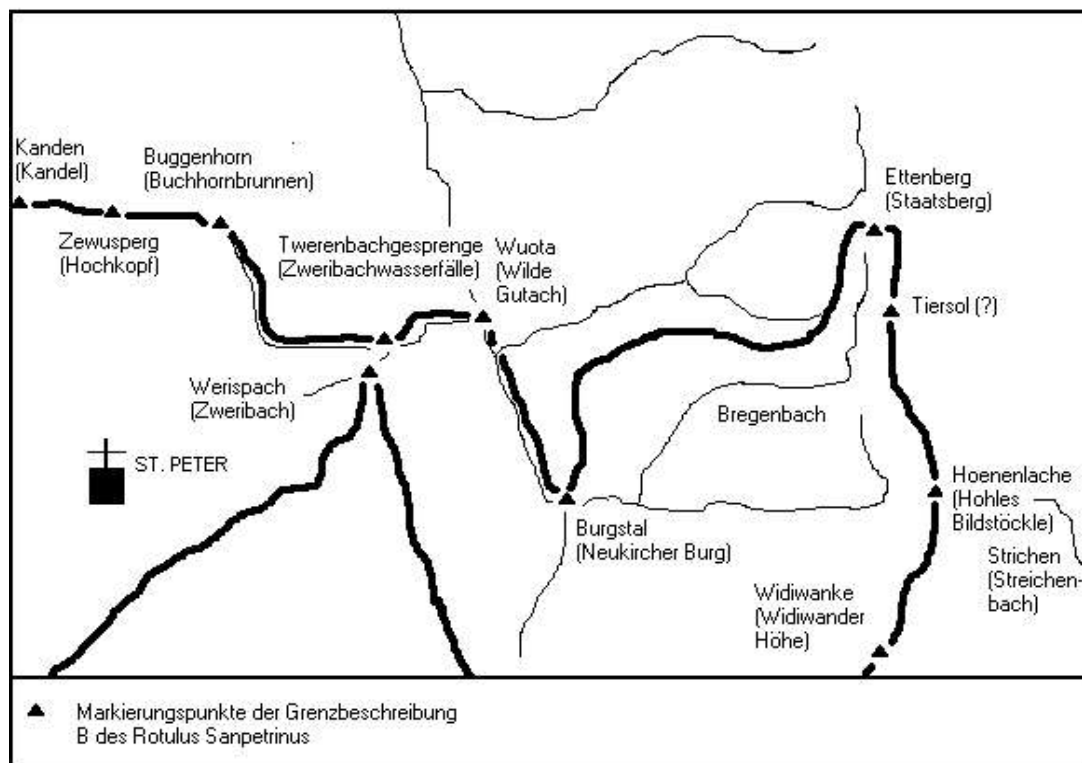 Kanden
(Kandel)
Buggenhorn
(Buchhornbrunnen)
Zewusperg
(Hochkopf)
Twerenbachgesprenge
(Zweribachwasserfälle)
Wuota
(Wilde
Gutach)
Ettenberg
(Staatsberg)
Tiersol (?)
Werispach
(Zweribach)
Bregenbach
ST. PETER
Hoenenlache
(Hohles
Bildstöckle)
Burgstal
(Neukircher Burg)
Strichen
(Streichen-
bach)
Widiwanke
(Widiwander
Höhe)
Markierungspunkte der Grenzbeschreibung
B des Rotulus Sanpetrinus